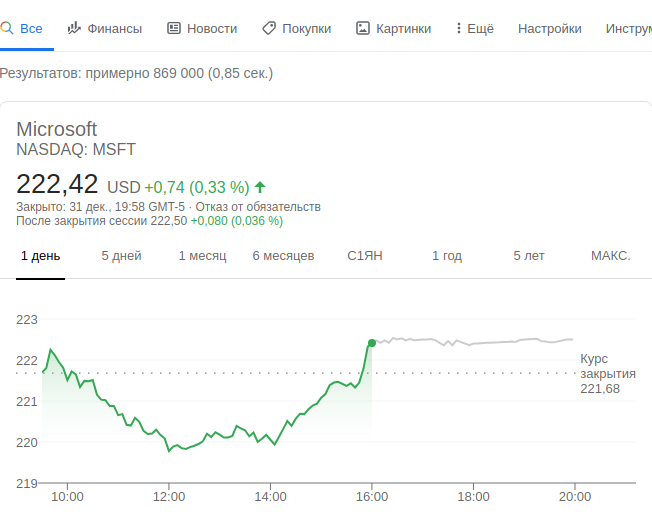 Все Финансы Новости Покупки Картинки Ещё Настройки Инструм
Результатов: примерно 869 000 (0,85 сек.)
Microsoft
NASDAQ: MSFT
222,42 USD +0,74 (0,33 %)
Закрыто: 31 дек., 19:58 GMT-5 · Отказ от обязательств
После закрытия сессии 222,50 +0,080 (0,036 %)
1 день 5 дней 1 месяц 6 месяцев С1ЯН 1 год 5 лет МАКС.
223
222
221
220
219
Курс
закрытия
221,68
10:00 12:00 14:00 16:00 18:00 20:00